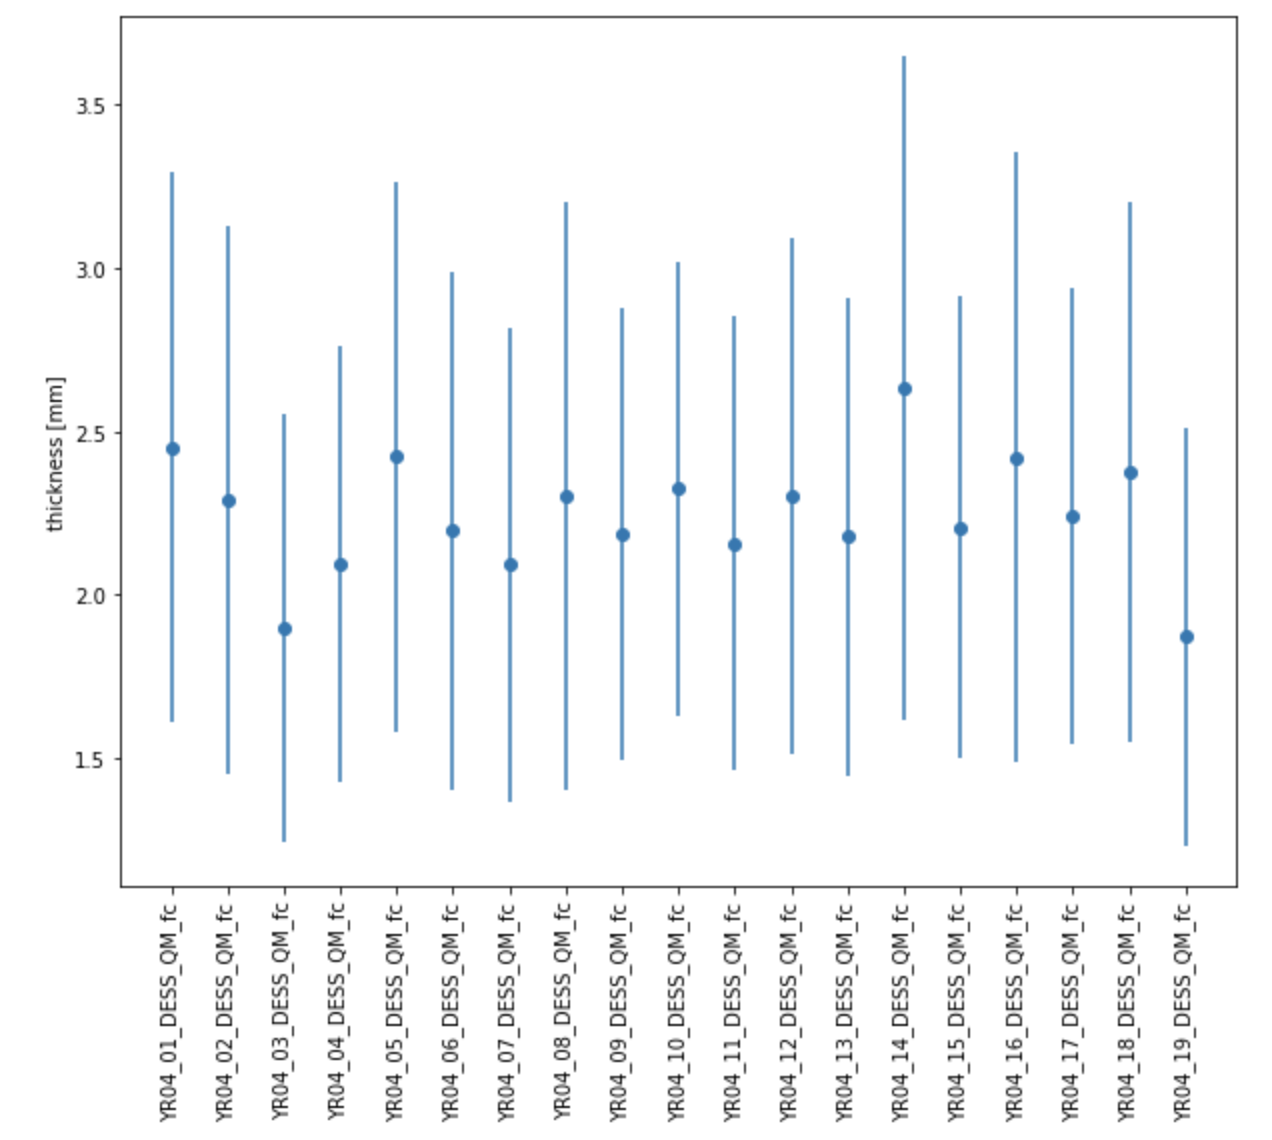 3.5
3.0
2.5
2.0
1.5
thickness [mm]
YR04_01_DESS_QM_fc
YR04_02_DESS_QM_fc
YR04_03_DESS_QM_fc
YR04_04_DESS_QM_fc
YR04_05_DESS_QM_fc
YR04_06_DESS_QM_fc
YR04_07_DESS_QM_fc
YR04_08_DESS_QM_fc
YR04_09_DESS_QM_fc
YR04_10_DESS_QM_fc
YR04_11_DESS_QM_fc
YR04_12_DESS_QM_fc
YR04_13_DESS_QM_fc
YR04_14_DESS_QM_fc
YR04_15_DESS_QM_fc
YR04_16_DESS_QM_fc
YR04_17_DESS_QM_fc
YR04_18_DESS_QM_fc
YR04_19_DESS_QM_fc